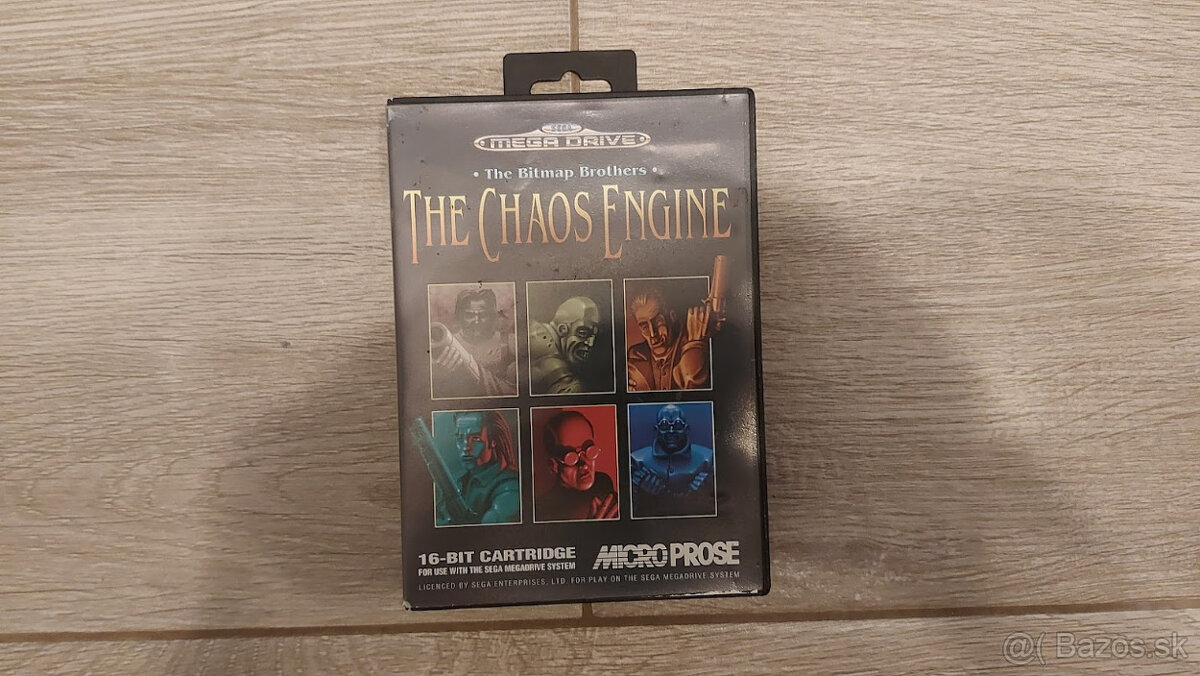 SEGA
MEGA DRIVE
• The Bitmap Brothers •
THE CHAOS ENGINE
16-BIT CARTRIDGE
FOR USE WITH THE SEGA MEGADRIVE SYSTEM
MICROPROSE
LICENCED BY SEGA ENTERPRISES, LTD. FOR PLAY ON THE SEGA MEGADRIVE SYSTEM
@( Bazos.sk